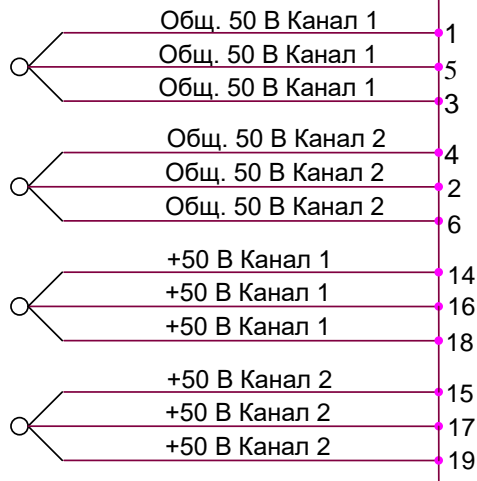 Общ. 50 В Канал 1 1
Общ. 50 В Канал 1 5
Общ. 50 В Канал 1 3
Общ. 50 В Канал 2 4
Общ. 50 В Канал 2 2
Общ. 50 В Канал 2 6
+50 В Канал 1 14
+50 В Канал 1 16
+50 В Канал 1 18
+50 В Канал 2 15
+50 В Канал 2 17
+50 В Канал 2 19